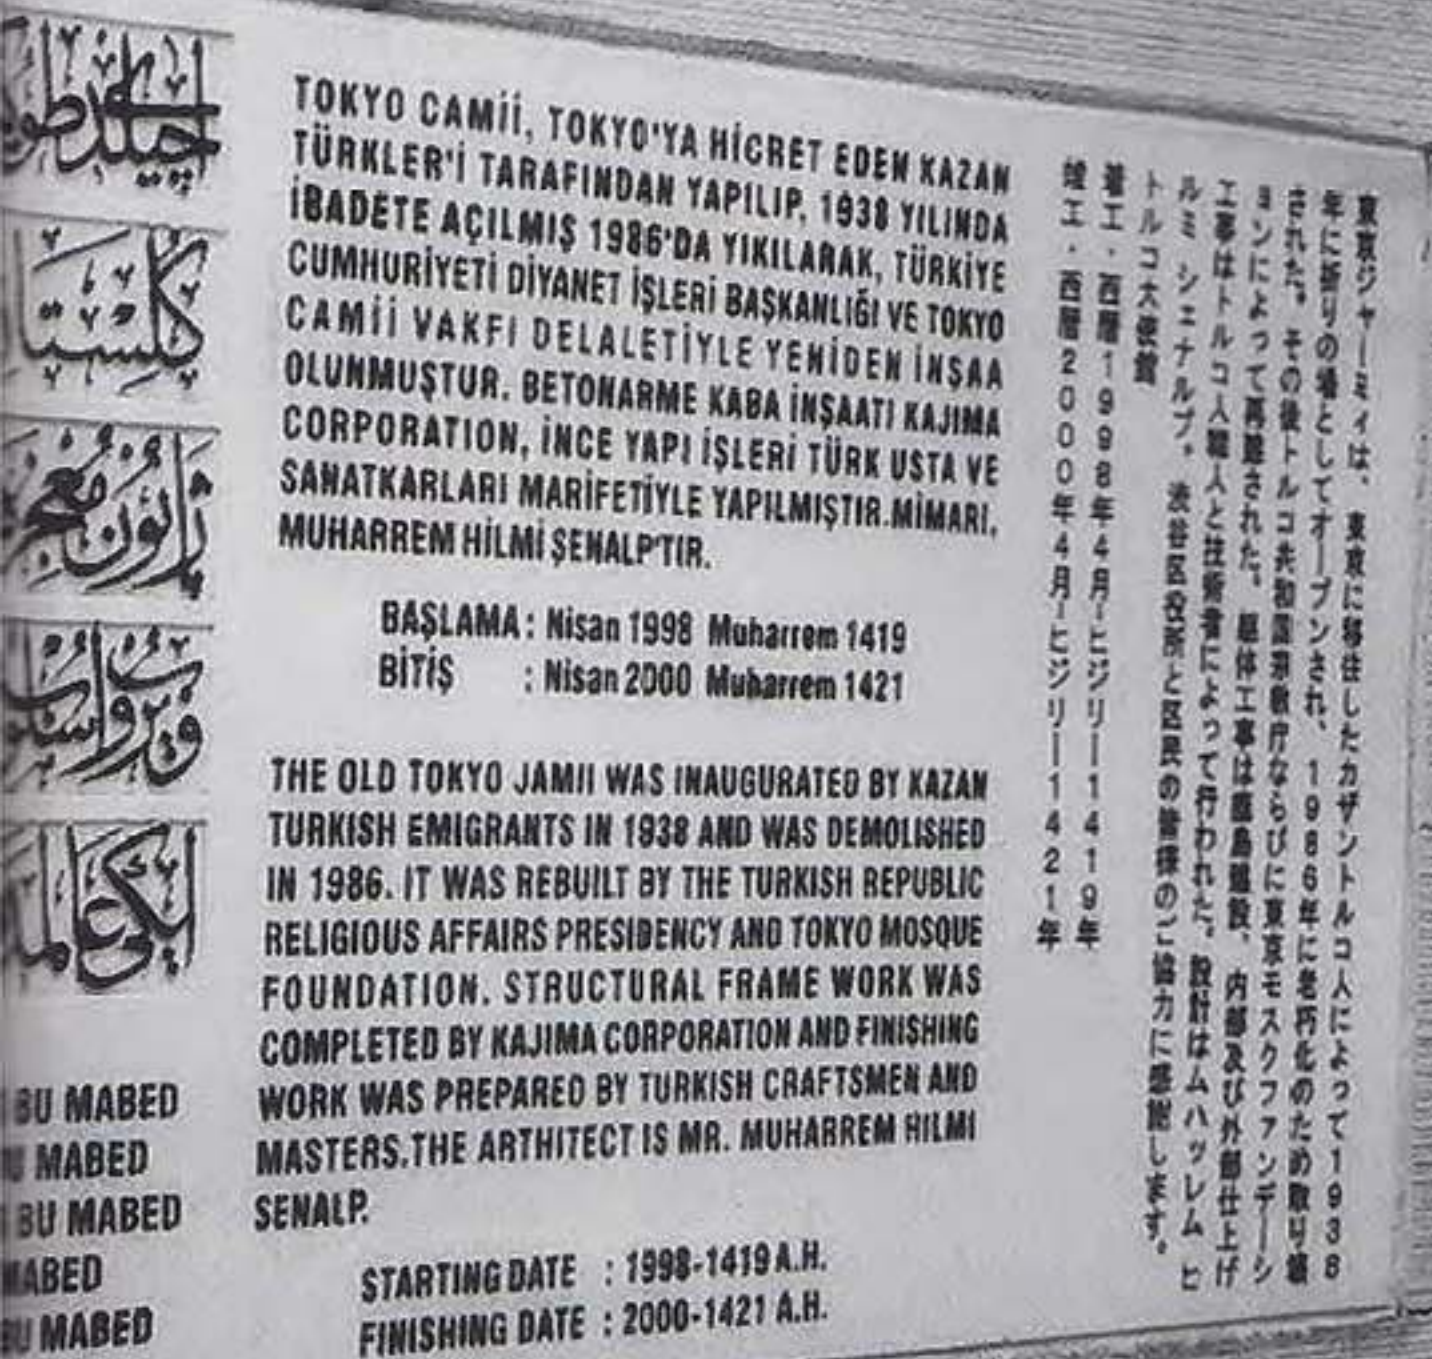 TOKYO CAMİİ, TOKYO'YA HİCRET EDEN KAZAN
TÜRKLER'İ TARAFINDAN YAPILIP, 1938 YILINDA
İBADETE AÇILMIŞ 1986'DA YIKILARAK, TÜRKİYE
CUMHURİYETİ DİYANET İŞLERİ BAŞKANLIĞI VE TOKYO
CAMİİ VAKFI DELALETİYLE YENİDEN İNŞAA
OLUNMUŞTUR. BETONARME KABA İNŞAATI KAJIMA
CORPORATION, İNCE YAPI İŞLERİ TÜRK USTA VE
SANATKARLARI MARİFETİYLE YAPILMIŞTIR.MİMARI,
MUHARREM HİLMİ ŞENALP'TIR.
BAŞLAMA : Nisan 1998 Muharrem 1419
BİTİŞ : Nisan 2000 Muharrem 1421
THE OLD TOKYO JAMII WAS INAUGURATED BY KAZAN
TURKISH EMIGRANTS IN 1938 AND WAS DEMOLISHED
IN 1986. IT WAS REBUILT BY THE TURKISH REPUBLIC
RELIGIOUS AFFAIRS PRESIDENCY AND TOKYO MOSQUE
FOUNDATION. STRUCTURAL FRAME WORK WAS
COMPLETED BY KAJIMA CORPORATION AND FINISHING
WORK WAS PREPARED BY TURKISH CRAFTSMEN AND
MASTERS.THE ARTHITECT IS MR. MUHARREM HILMI
SENALP.
STARTING DATE : 1998-1419 A.H.
FINISHING DATE : 2000-1421 A.H.
東京ジャーミイは、東京に移住したカザントルコ人によって1938
年に祈りの場としてオープンされ、1986年に老朽化のため取り壊
された。その後トルコ共和国宗教庁ならびに東京モスクファンデーシ
ョンによって再建された。躯体工事は鹿島建設、内部及び外部仕上げ
工事はトルコ人職人と技術者によって行われた。設計はムハッレム ヒ
ルミ シェナルプ。 渋谷区役所と区民の皆様のご協力に感謝します。
トルコ大使館
着工・西暦1998年4月-ヒジリー1419年
竣工・西暦2000年4月-ヒジリー1421年
BU MABED
MABED
BU MABED
MABED
BU MABED